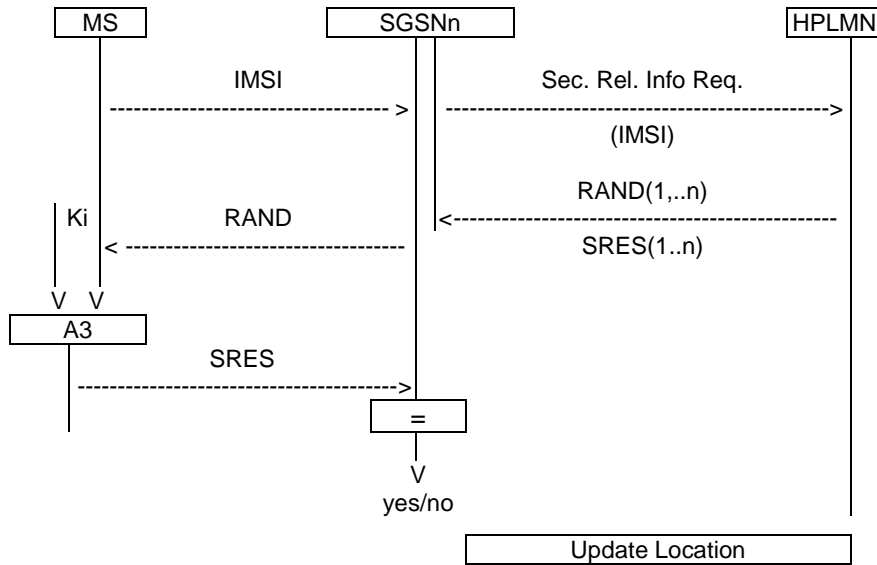 MS SGSNn HPLMN
IMSI Sec. Rel. Info Req.
(IMSI)
RAND(1,..n)
Ki RAND
SRES(1..n)
V V
A3
SRES
=
V
yes/no
Update Location